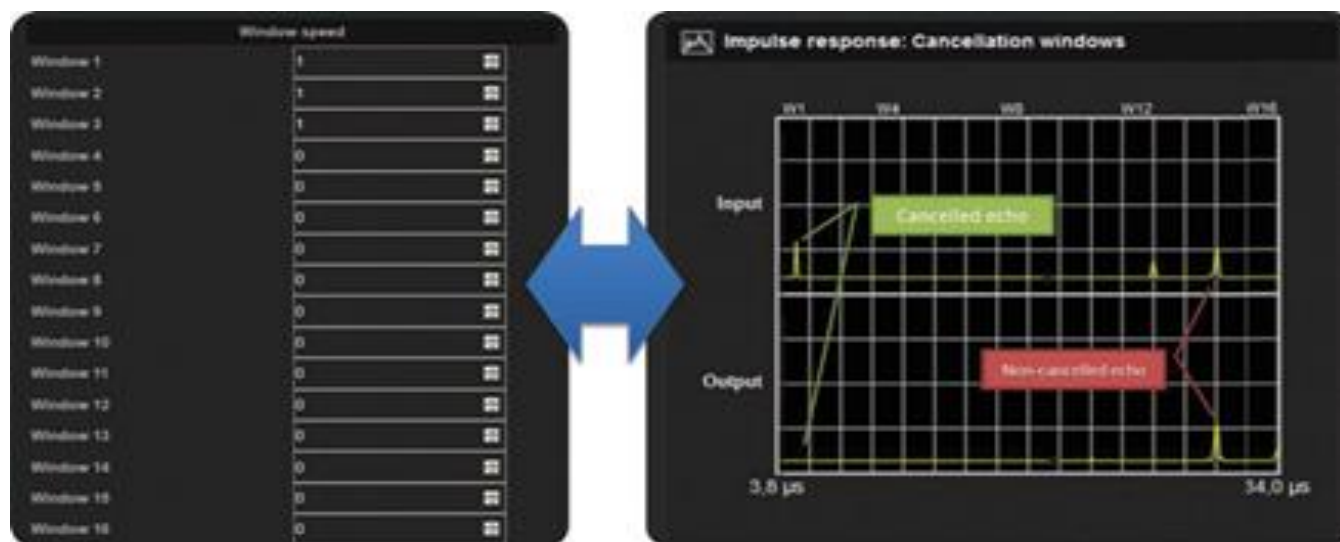 Window speed
Window 1 1
Window 2 1
Window 3 1
Window 4 0
Window 5 0
Window 6 0
Window 7 0
Window 8 0
Window 9 0
Window 10 0
Window 11 0
Window 12 0
Window 13 0
Window 14 0
Window 15 0
Window 16 0
Impulse response: Cancellation windows
W1 W4 W8 W12 W16
Input
Cancelled echo
Non-cancelled echo
Output
3,8 µs 34,0 µs